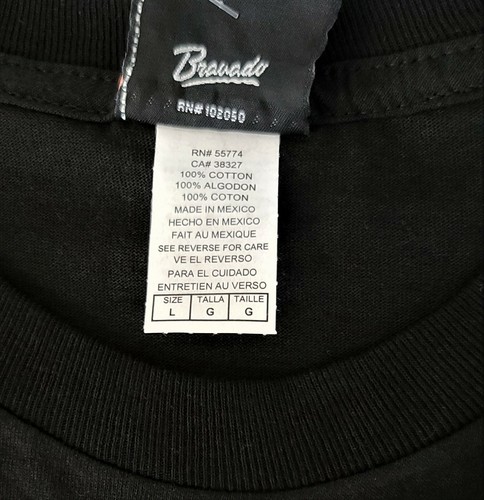 Bravado
RN# 102050
RN# 55774
CA# 38327
100% COTTON
100% ALGODON
100% COTON
MADE IN MEXICO
HECHO EN MEXICO
FAIT AU MEXIQUE
SEE REVERSE FOR CARE
VE EL REVERSO
PARA EL CUIDADO
ENTRETIEN AU VERSO
SIZE TALLA TAILLE
L G G